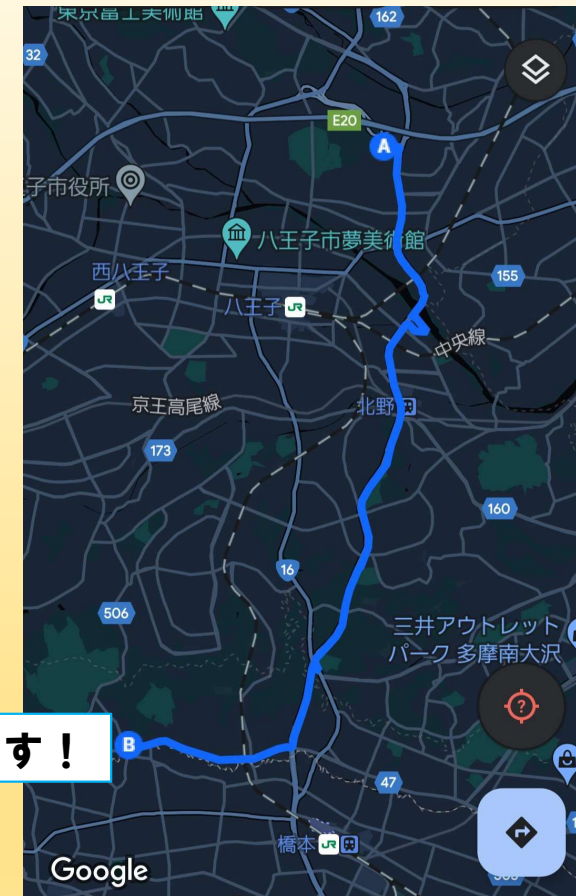 東京富士美術館
162
32
E20
A
子市役所
八王子市夢美術館
西八王子
155
JR
八王子 JR
中央線
京王高尾線
北野
173
160
16
506
三井アウトレット
パーク 多摩南大沢
?
す！
B
47
橋本 JR
Google